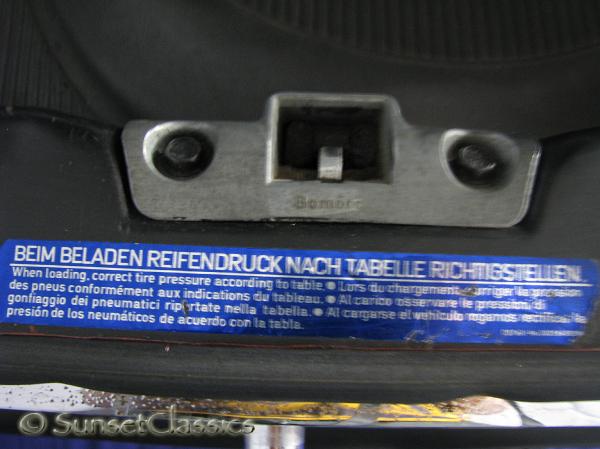 Bomoro
BEIM BELADEN REIFENDRUCK NACH TABELLE RICHTIGSTELLEN.
When loading, correct tire pressure according to table ● Lors du chargement, corriger la pression
des pneus conformément aux indications du tableau. ● Al carico osservare le pressioni di
gonfiaggio dei pneumatici riportate nella tabella. ● Al cargarse el vehículo rogamos rectificar la
presión de los neumáticos de acuerdo con la tabla.
© SunsetClassics